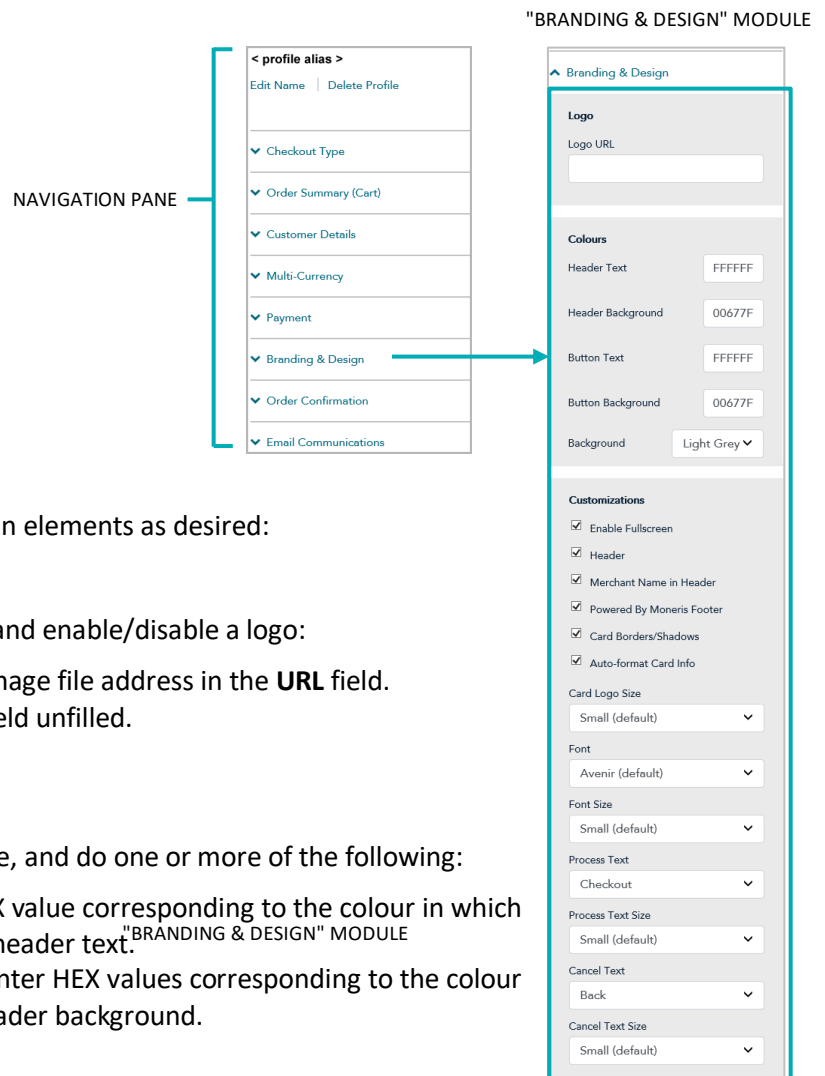 "BRANDING & DESIGN" MODULE
< profile alias >
Edit Name | Delete Profile
NAVIGATION PANE
Checkout Type
Order Summary (Cart)
Customer Details
Multi-Currency
Payment
Branding & Design
Order Confirmation
Email Communications
Branding & Design
Logo
Logo URL
Colours
Header Text FFFFFF
Header Background 00677F
Button Text FFFFFF
Button Background 00677F
Background Light Grey
Customizations
Enable Fullscreen
Header
Merchant Name in Header
Powered By Moneris Footer
Card Borders/Shadows
Auto-format Card Info
Card Logo Size
Small (default)
Font
Avenir (default)
Font Size
Small (default)
Process Text
Checkout
Process Text Size
Small (default)
Cancel Text
Back
Cancel Text Size
Small (default)
n elements as desired:
and enable/disable a logo:
nage file address in the URL field.
eld unfilled.
e, and do one or more of the following:
X value corresponding to the colour in which
header text.
"BRANDING & DESIGN" MODULE
nter HEX values corresponding to the colour
ader background.